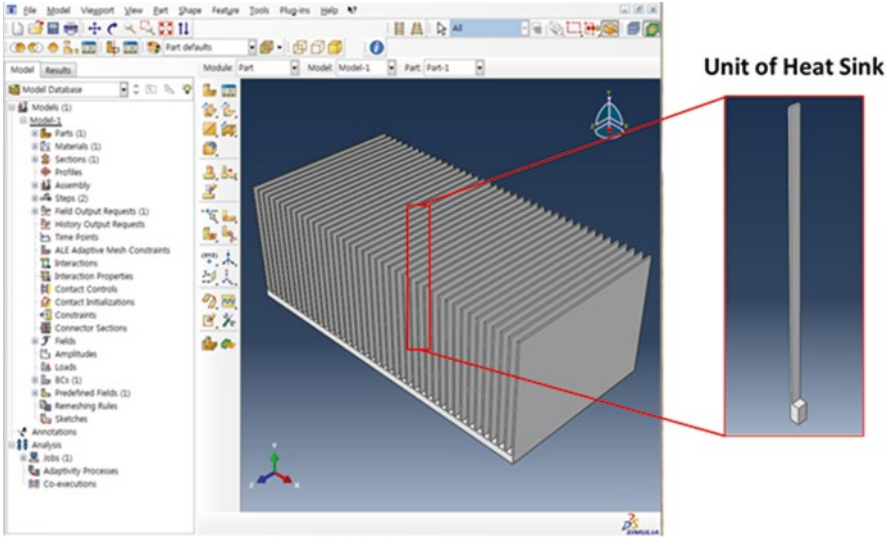 File Model Viewport View Part Shape Feature Tools Plug-ins Help
All
Part defaults
Model Results
Module: Part Model: Model-1 Part: Part-1
Unit of Heat Sink
Model Database
Models (1)
Model-1
Parts (1)
Materials (1)
Sections (1)
Profiles
Assembly
Steps (2)
Field Output Requests (1)
History Output Requests
Time Points
ALE Adaptive Mesh Constraints
Interactions
Interaction Properties
Contact Controls
Contact Initializations
Constraints
Connector Sections
Fields
Amplitudes
Loads
BCs (1)
Predefined Fields (1)
Remeshing Rules
Sketches
Annotations
Analysis
Jobs (1)
Adaptivity Processes
Co-executions
(XYZ)
Y
Z
X
SIMULIA